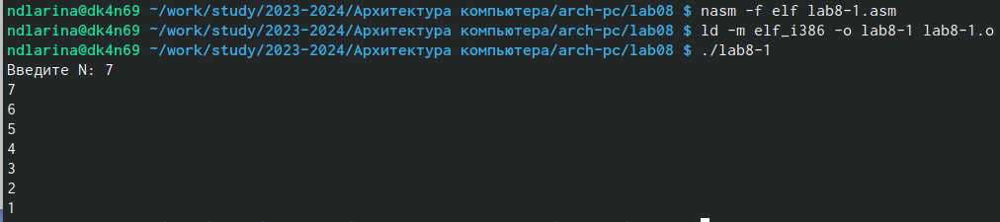 ndlarina@dk4n69 ~/work/study/2023-2024/Архитектура компьютера/arch-pc/lab08 $ nasm -f elf lab8-1.asm
ndlarina@dk4n69 ~/work/study/2023-2024/Архитектура компьютера/arch-pc/lab08 $ ld -m elf_i386 -o lab8-1 lab8-1.o
ndlarina@dk4n69 ~/work/study/2023-2024/Архитектура компьютера/arch-pc/lab08 $ ./lab8-1
Введите N: 7
7
6
5
4
3
2
1